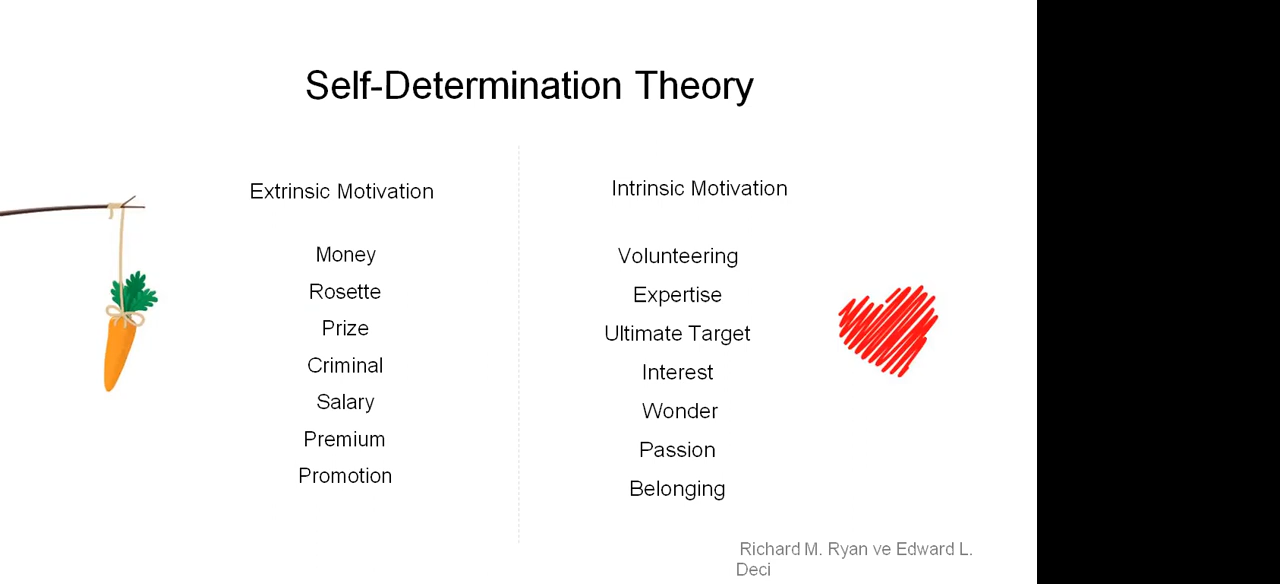 Self-Determination Theory
Extrinsic Motivation
Money
Rosette
Prize
Criminal
Salary
Premium
Promotion
Intrinsic Motivation
Volunteering
Expertise
Ultimate Target
Interest
Wonder
Passion
Belonging
Richard M. Ryan ve Edward L.
Deci